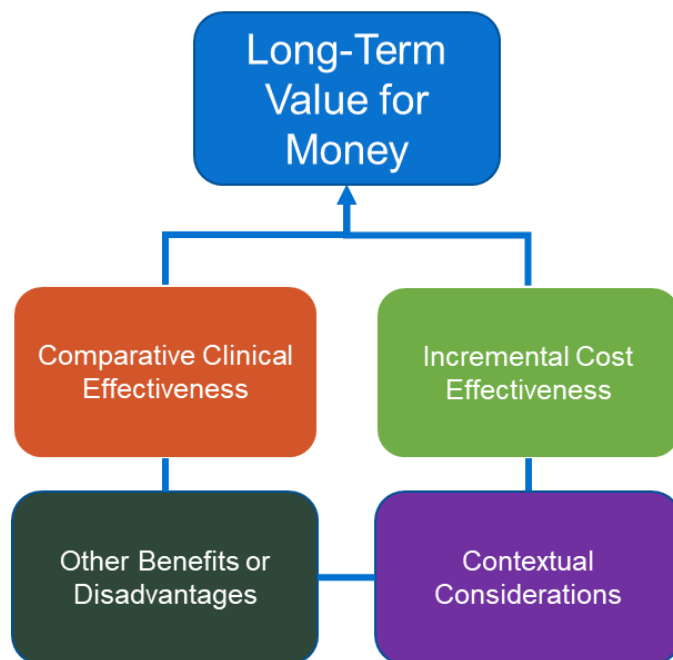 Long-Term
Value for
Money
Comparative Clinical
Effectiveness
Incremental Cost
Effectiveness
Other Benefits or
Disadvantages
Contextual
Considerations